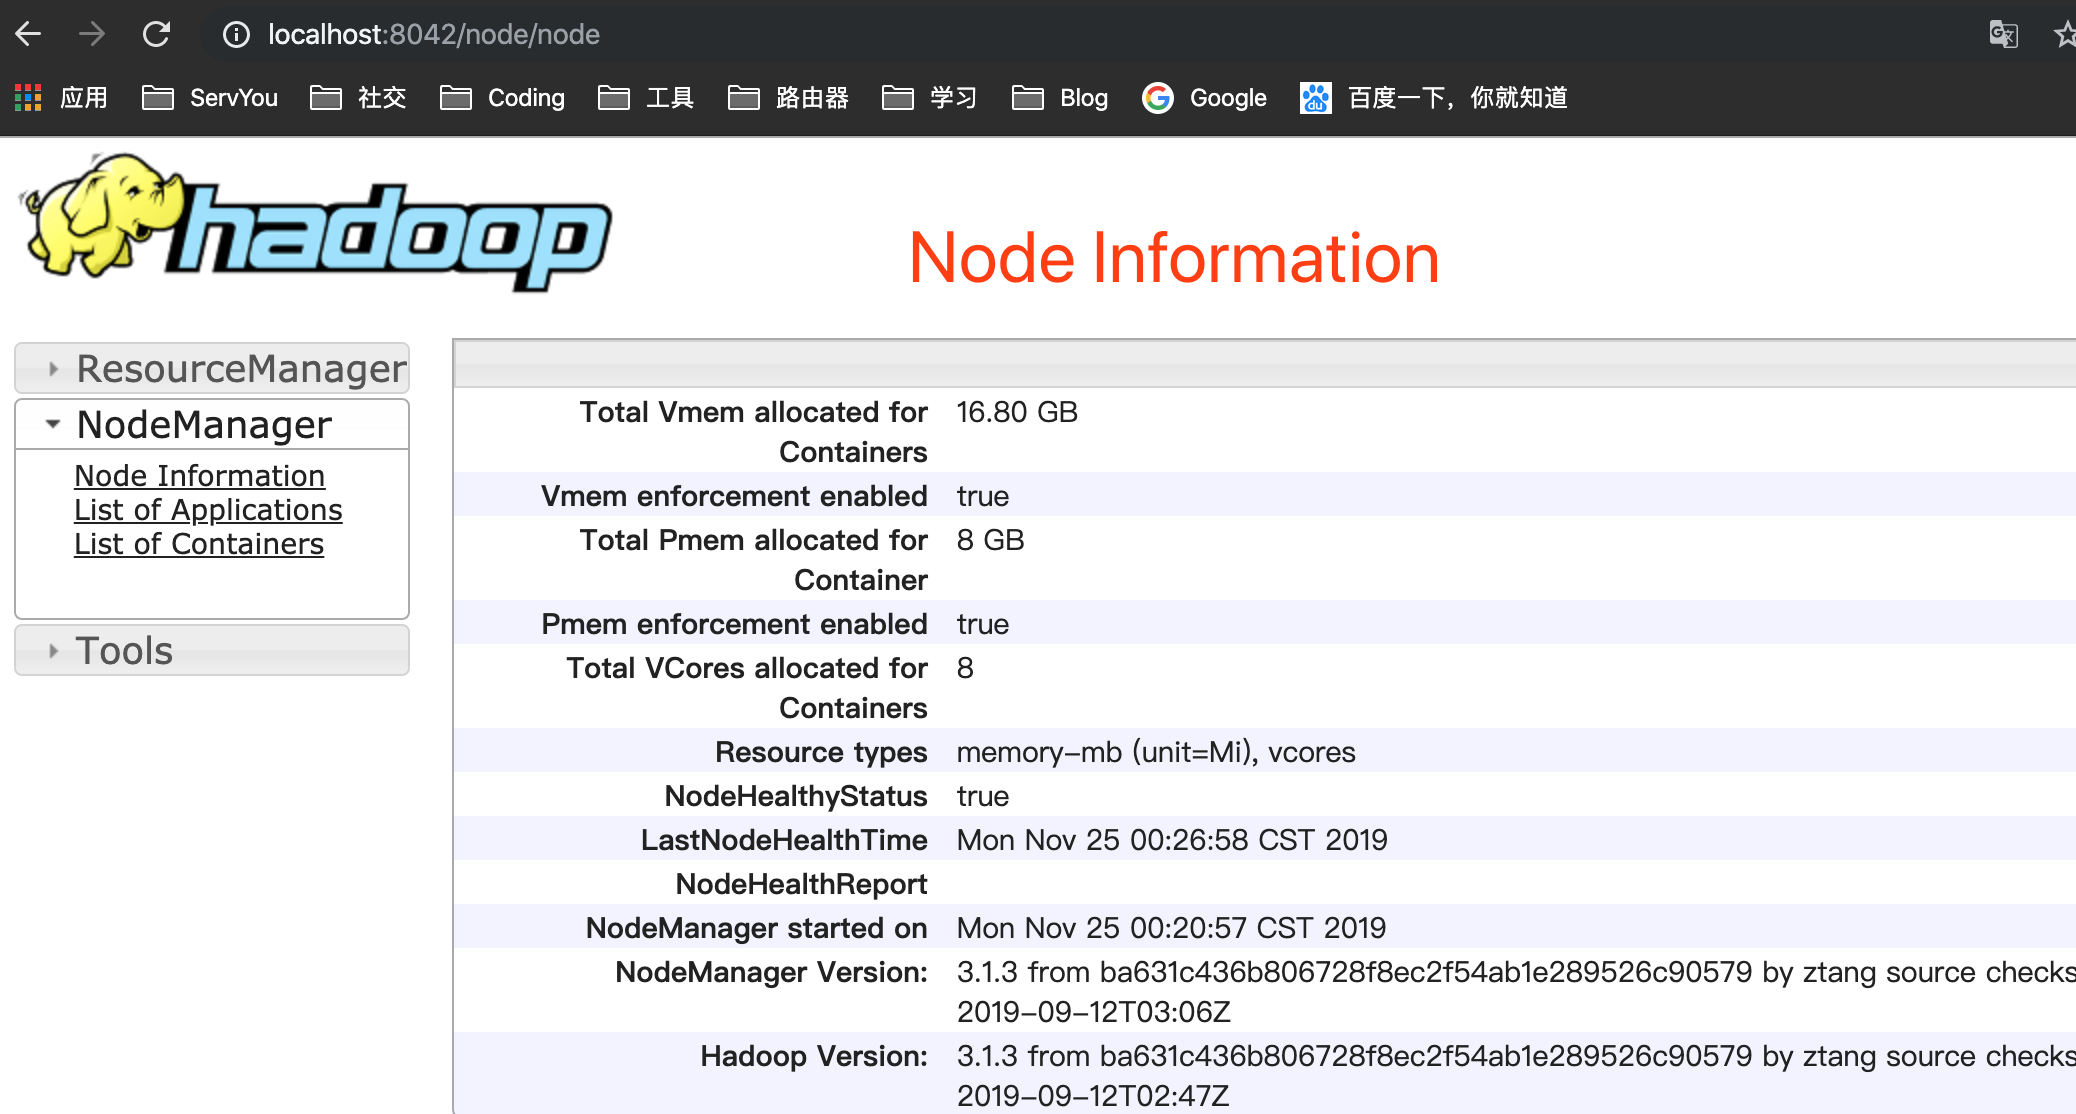 localhost:8042/node/node
应用 ServYou 社交 Coding 工具 路由器 学习 Blog Google du 百度一下，你就知道
hadoop
Node Information
ResourceManager
NodeManager
Node Information
List of Applications
List of Containers
Tools
Total Vmem allocated for Containers 16.80 GB
Vmem enforcement enabled true
Total Pmem allocated for Container 8 GB
Pmem enforcement enabled true
Total VCores allocated for Containers 8
Resource types memory-mb (unit=Mi), vcores
NodeHealthyStatus true
LastNodeHealthTime Mon Nov 25 00:26:58 CST 2019
NodeHealthReport
NodeManager started on Mon Nov 25 00:20:57 CST 2019
NodeManager Version: 3.1.3 from ba631c436b806728f8ec2f54ab1e289526c90579 by ztang source checks
2019-09-12T03:06Z
Hadoop Version: 3.1.3 from ba631c436b806728f8ec2f54ab1e289526c90579 by ztang source checks
2019-09-12T02:47Z